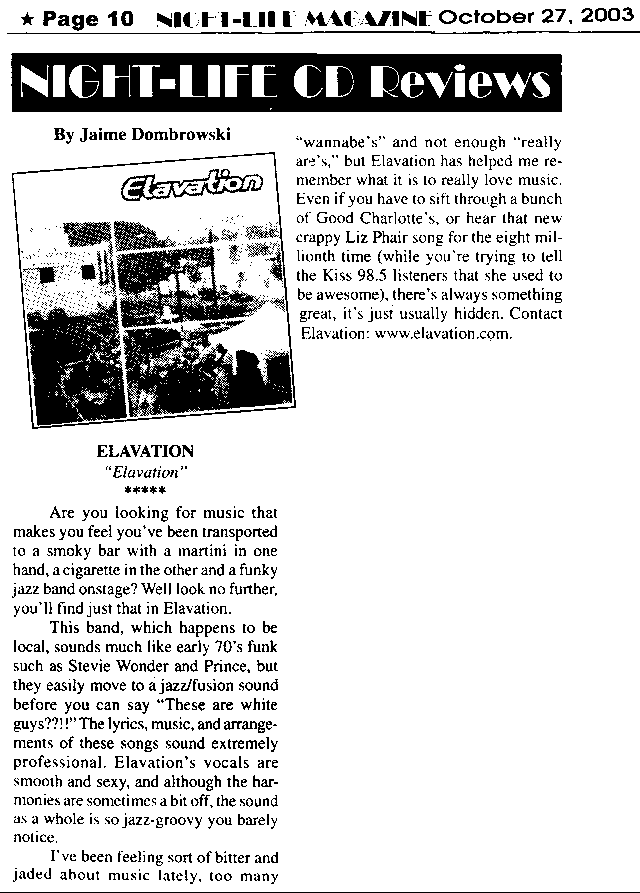 ★ Page 10 NIGHT-LIFE MAGAZINE October 27, 2003
NIGHT-LIFE CD Reviews
By Jaime Dombrowski
Elavation
ELAVATION
“Elavation”
*****
Are you looking for music that
makes you feel you’ve been transported
to a smoky bar with a martini in one
hand, a cigarette in the other and a funky
jazz band onstage? Well look no further,
you’ll find just that in Elavation.
This band, which happens to be
local, sounds much like early 70’s funk
such as Stevie Wonder and Prince, but
they easily move to a jazz/fusion sound
before you can say “These are white
guys??!!” The lyrics, music, and arrange-
ments of these songs sound extremely
professional. Elavation’s vocals are
smooth and sexy, and although the har-
monies are sometimes a bit off, the sound
as a whole is so jazz-groovy you barely
notice.
I’ve been feeling sort of bitter and
jaded about music lately, too many
“wannabe’s” and not enough “really
are’s,” but Elavation has helped me re-
member what it is to really love music.
Even if you have to sift through a bunch
of Good Charlotte’s, or hear that new
crappy Liz Phair song for the eight mil-
lionth time (while you’re trying to tell
the Kiss 98.5 listeners that she used to
be awesome), there’s always something
great, it’s just usually hidden. Contact
Elavation: www.elavation.com.